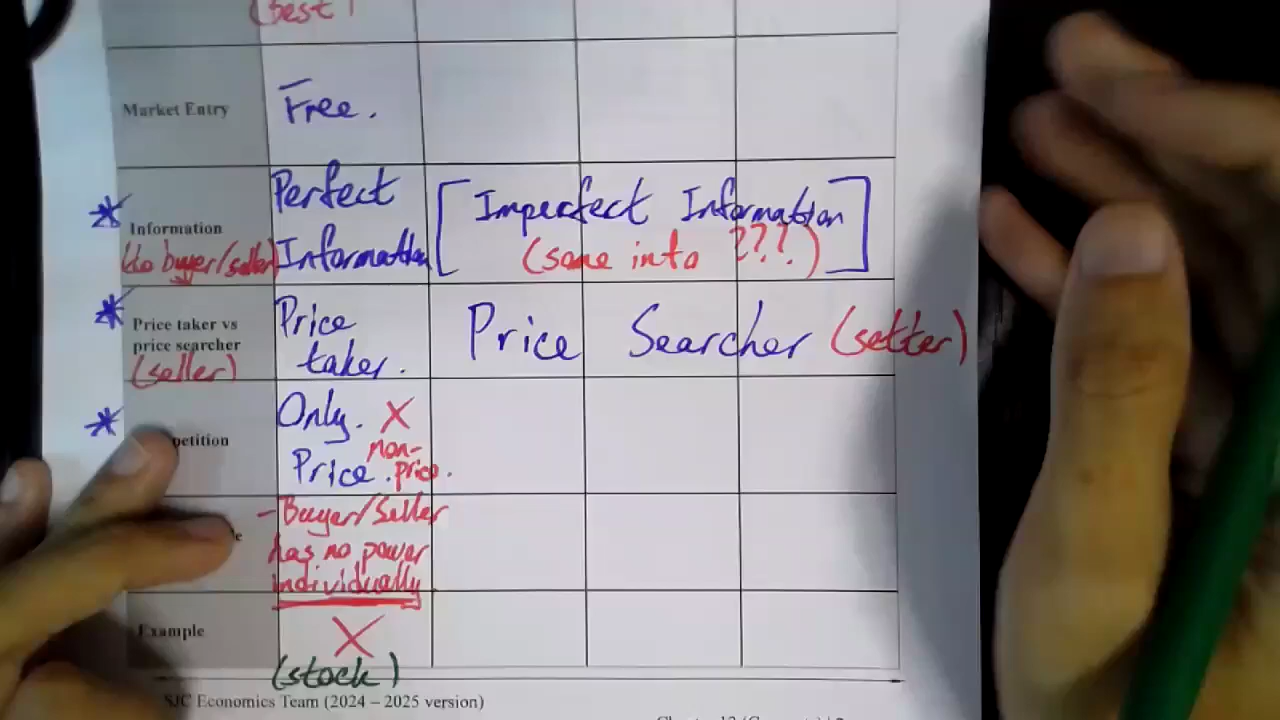 (best)
Market Entry
Free.
Information
(to buyer/seller)
Perfect
Information
Imperfect Information
(some info ???)
Price taker vs
price searcher
(seller)
Price
taker.
Price Searcher (setter)
petition
Only. X
Price. non-
price.
- Buyer/Seller
has no power
individually
Example
X
(stock)
SJC Economics Team (2024 – 2025 version)